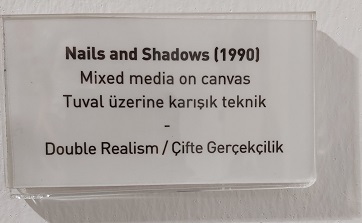 Nails and Shadows (1990)
Mixed media on canvas
Tuval üzerine karışık teknik
-
Double Realism / Çifte Gerçekçilik